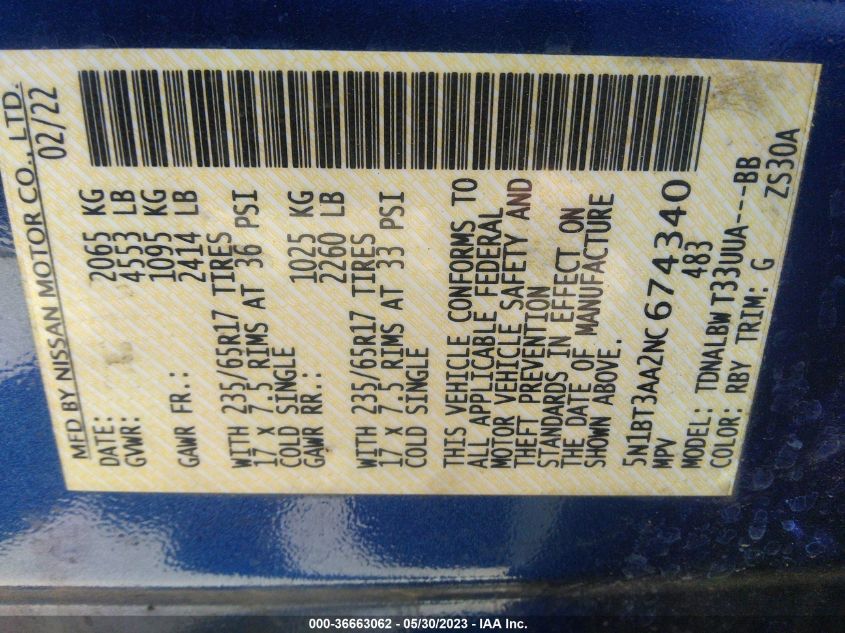 MFD BY NISSAN MOTOR CO., LTD.
DATE: 02/22
GVWR: 2065 KG
4553 LB
GAWR FR.: 1095 KG
2414 LB
WITH 235/65R17 TIRES
17 X 7.5 RIMS AT 36 PSI
COLD SINGLE
GAWR RR.: 1025 KG
2260 LB
WITH 235/65R17 TIRES
17 X 7.5 RIMS AT 33 PSI
COLD SINGLE
THIS VEHICLE CONFORMS TO
ALL APPLICABLE FEDERAL
MOTOR VEHICLE SAFETY AND
THEFT PREVENTION
STANDARDS IN EFFECT ON
THE DATE OF MANUFACTURE
SHOWN ABOVE.
5N1BT3AA2NC674340
MPV 483
MODEL: TDNALBW T33UUA---BB
COLOR: RBY TRIM: G ZS30A
000-36663062 - 05/30/2023 - IAA Inc.